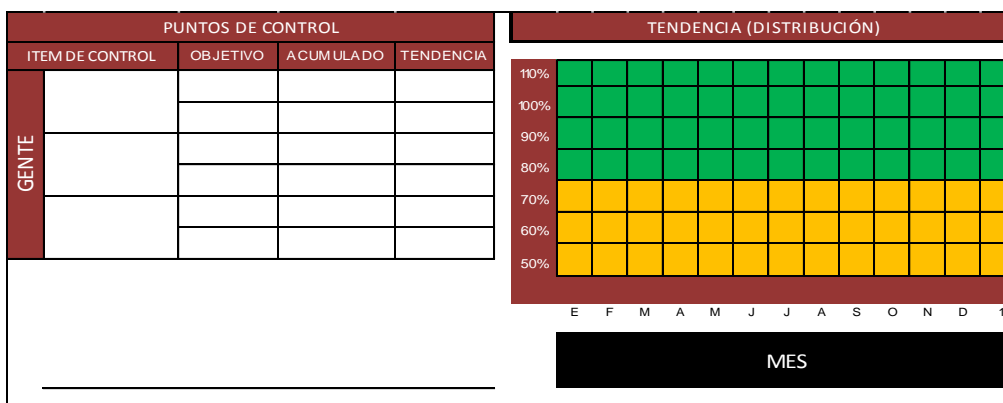 PUNTOS DE CONTROL
ITEM DE CONTROL OBJETIVO ACUMULADO TENDENCIA
GENTE
TENDENCIA (DISTRIBUCIÓN)
110%
100%
90%
80%
70%
60%
50%
E F M A M J J A S O N D 1
MES